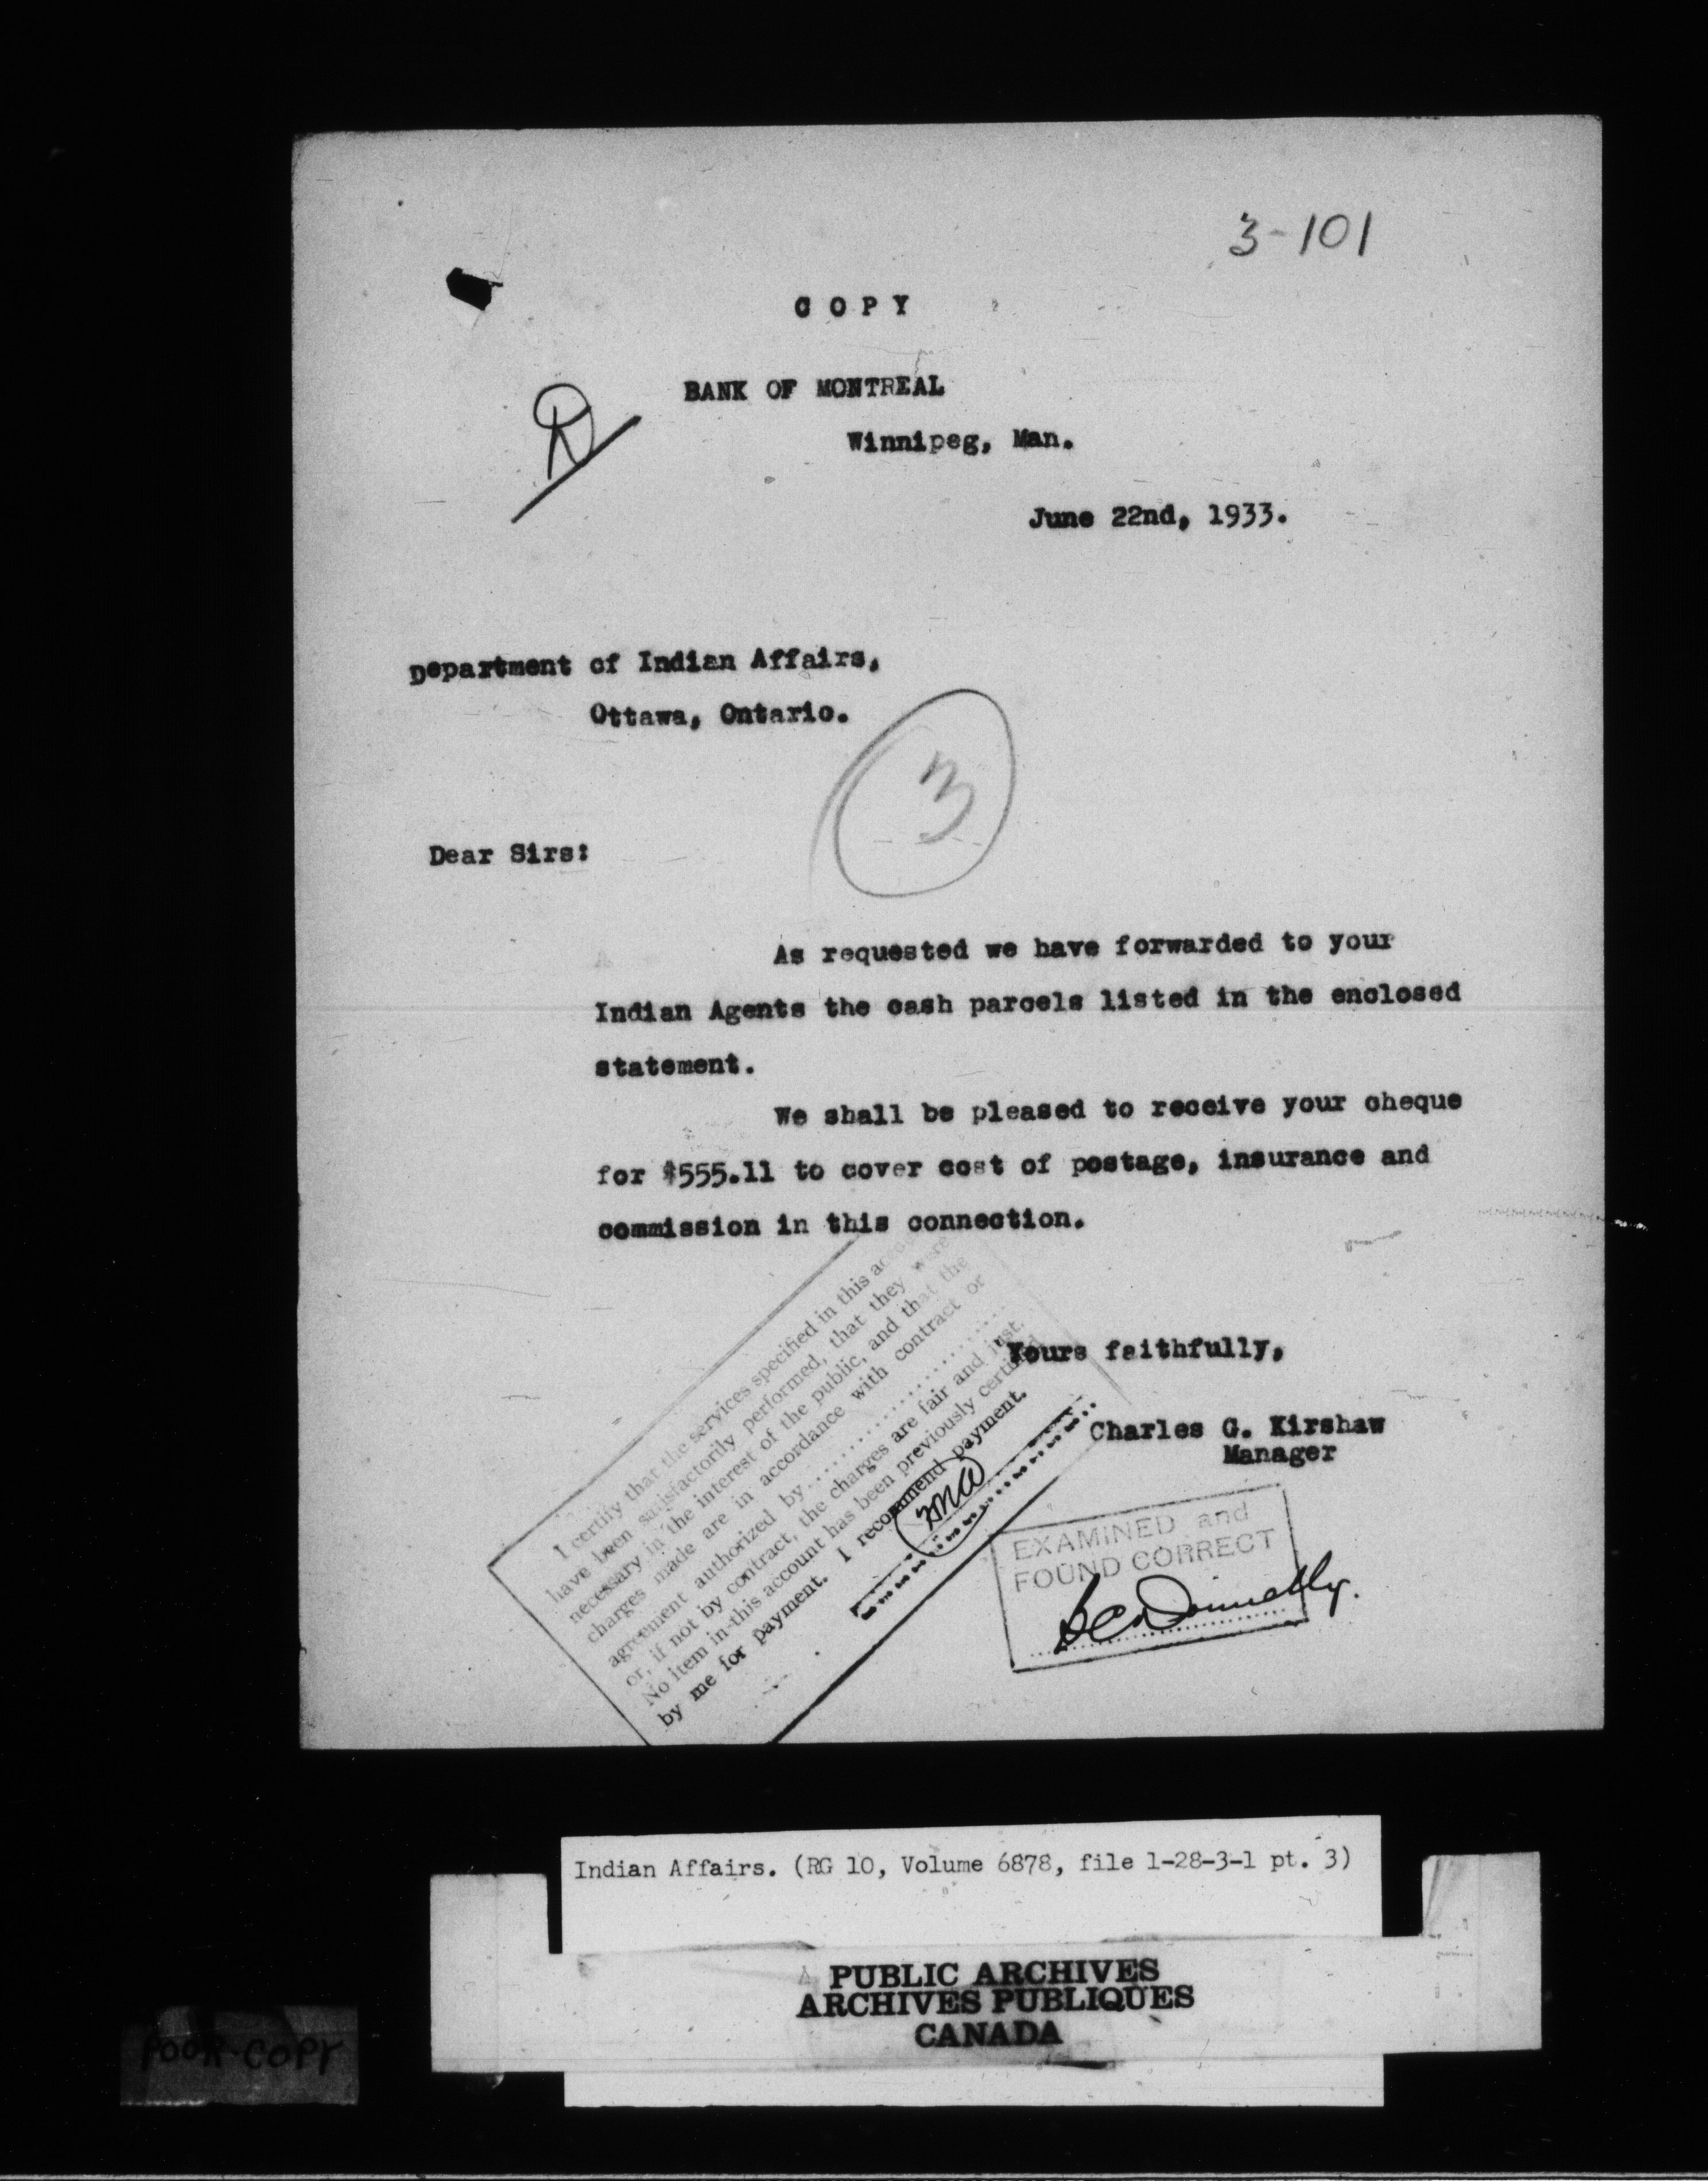 3-101
COPY
BANK OF MONTREAL
Winnipeg, Man.
R
June 22nd, 1933.
Department of Indian Affairs,
Ottawa, Ontario.
3
Dear Sirs:
As requested we have forwarded to your
Indian Agents the cash parcels listed in the enclosed
statement.
We shall be pleased to receive your cheque
for $555.11 to cover cost of postage, insurance and
commission in this connection.
Yours faithfully,
Charles G. Kirshaw
Manager
I certify that the services specified in this
have been satisfactorily performed, that they were
necessary in the interest of the public, and that the
charges made are in accordance with contract or
agreement authorized by
or, if not by contract, the charges are fair and just.
No item in this account has been previously certified
by me for payment. I recommend payment.
EXAMINED and
FOUND CORRECT
Indian Affairs. (RG 10, Volume 6878, file 1-28-3-1 pt. 3)
PUBLIC ARCHIVES
ARCHIVES PUBLIQUES
CANADA
POOR COPY